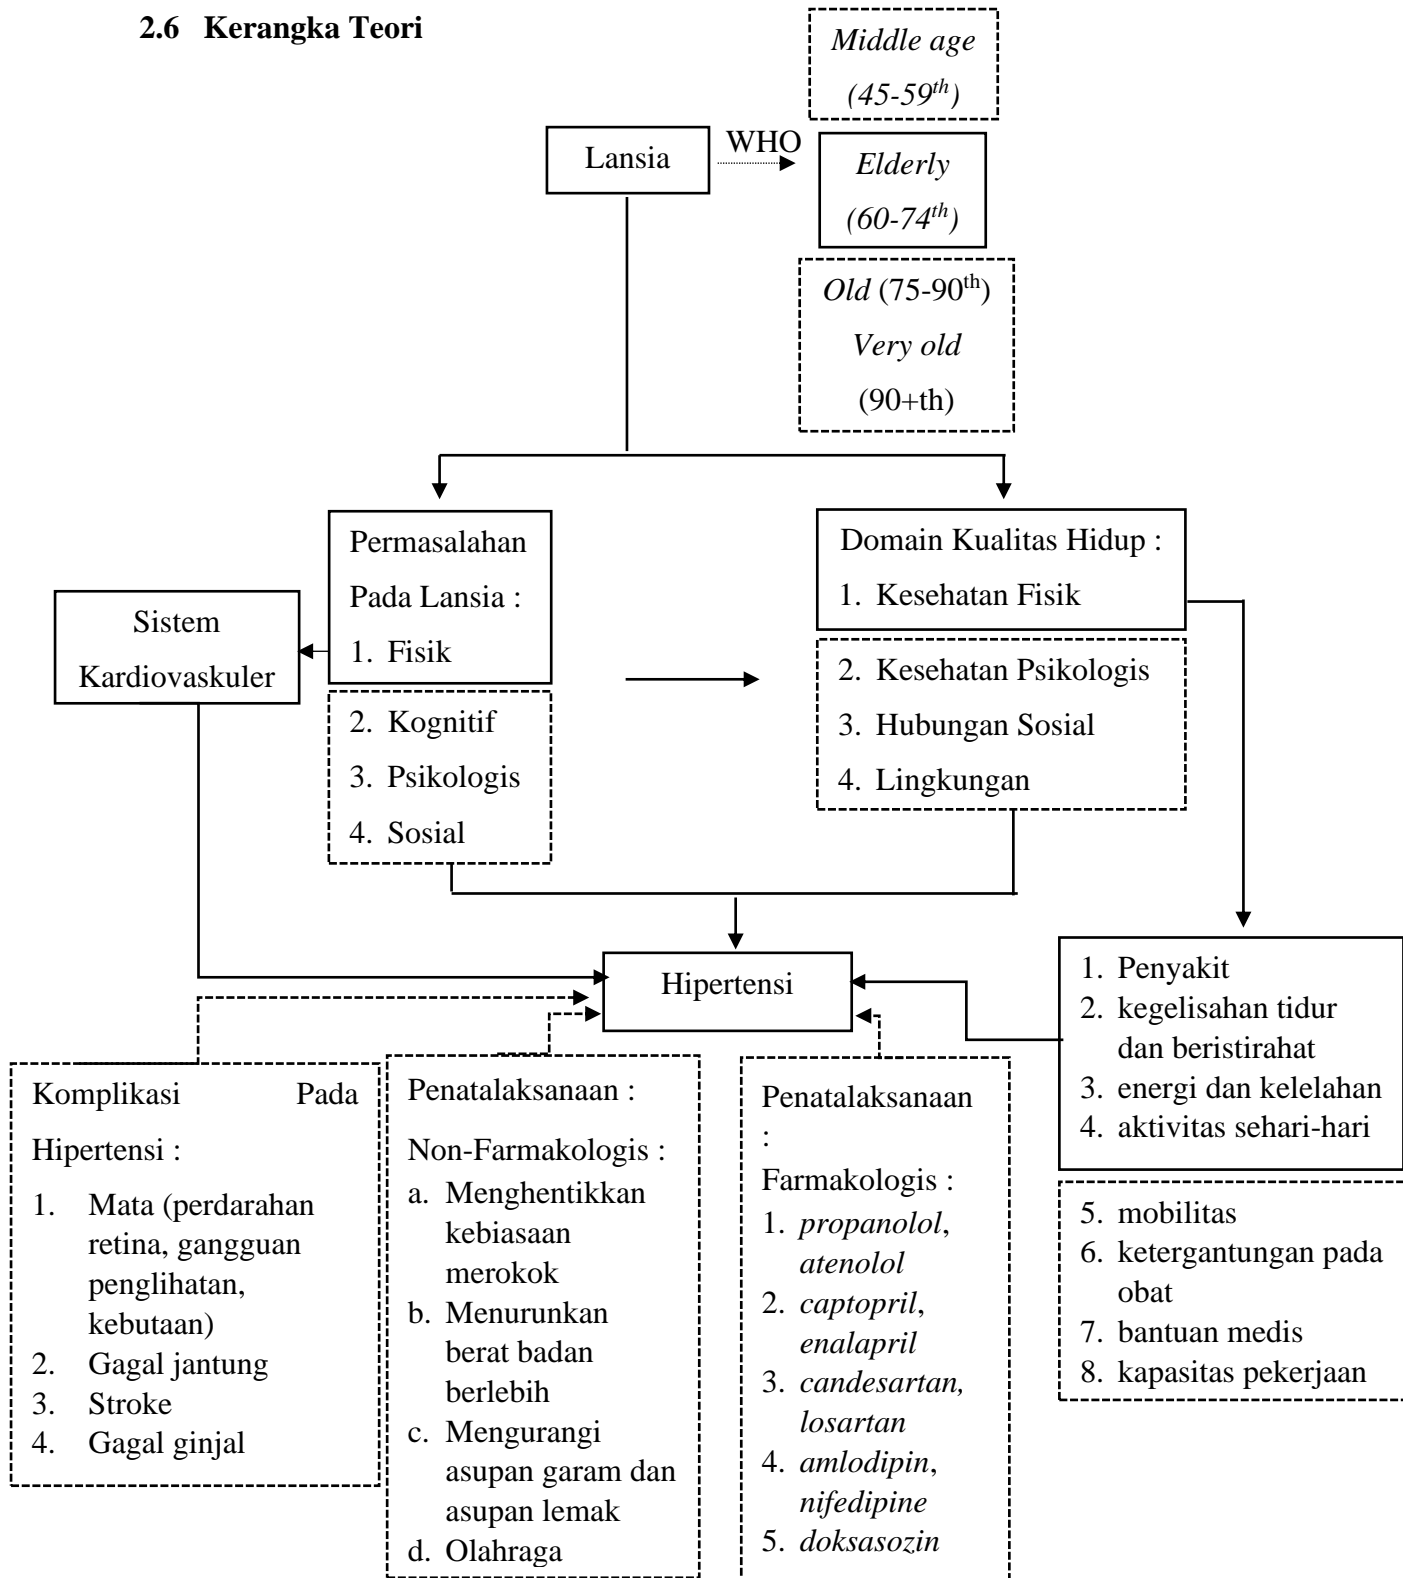 2.6 Kerangka Teori
Middle age
(45-59th)
Lansia
WHO
Elderly
(60-74th)
Old (75-90th)
Very old
(90+th)
Permasalahan
Pada Lansia :
1. Fisik
2. Kognitif
3. Psikologis
4. Sosial
Domain Kualitas Hidup :
1. Kesehatan Fisik
2. Kesehatan Psikologis
3. Hubungan Sosial
4. Lingkungan
Sistem
Kardiovaskuler
Hipertensi
1. Penyakit
2. kegelisahan tidur
dan beristirahat
3. energi dan kelelahan
4. aktivitas sehari-hari
5. mobilitas
6. ketergantungan pada
obat
7. bantuan medis
8. kapasitas pekerjaan
Komplikasi Pada
Hipertensi :
1. Mata (perdarahan
retina, gangguan
penglihatan,
kebutaan)
2. Gagal jantung
3. Stroke
4. Gagal ginjal
Penatalaksanaan :
Non-Farmakologis :
a. Menghentikkan
kebiasaan
merokok
b. Menurunkan
berat badan
berlebih
c. Mengurangi
asupan garam dan
asupan lemak
d. Olahraga
Penatalaksanaan
:
Farmakologis :
1. propanolol,
atenolol
2. captopril,
enalapril
3. candesartan,
losartan
4. amlodipin,
nifedipine
5. doksasozin